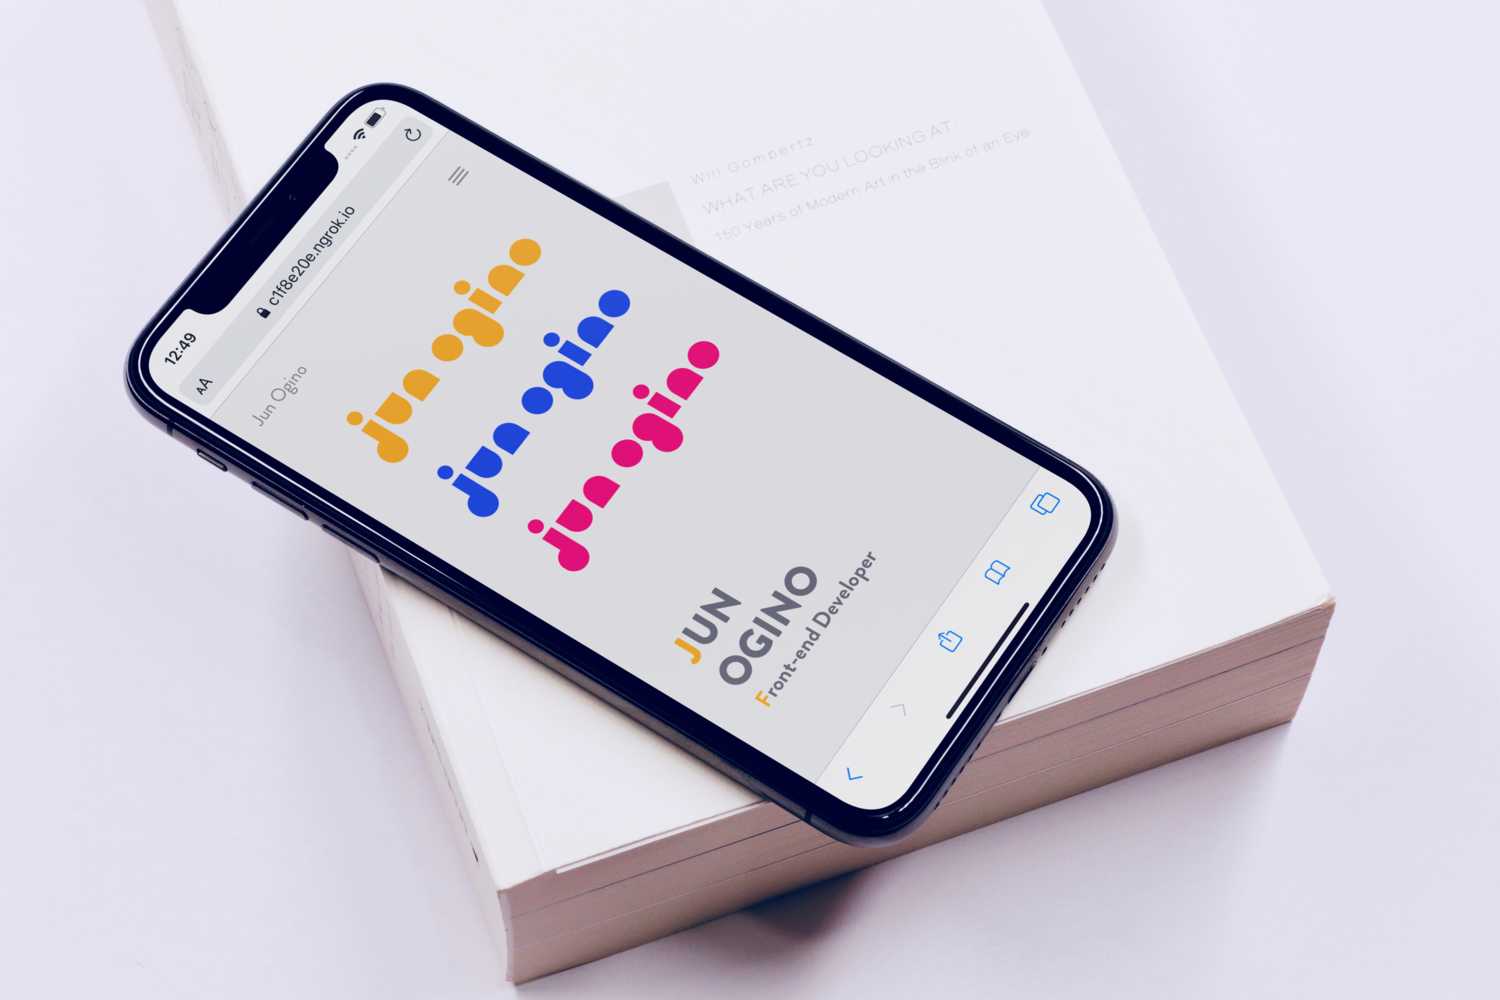 12:49
AA
c1f8e20e.ngrok.io
Jun Ogino
jun ogino
jun ogino
jun ogino
JUN
OGINO
Front-end Developer
Will Gompertz
WHAT ARE YOU LOOKING AT
150 Years of Modern Art in the Blink of an Eye